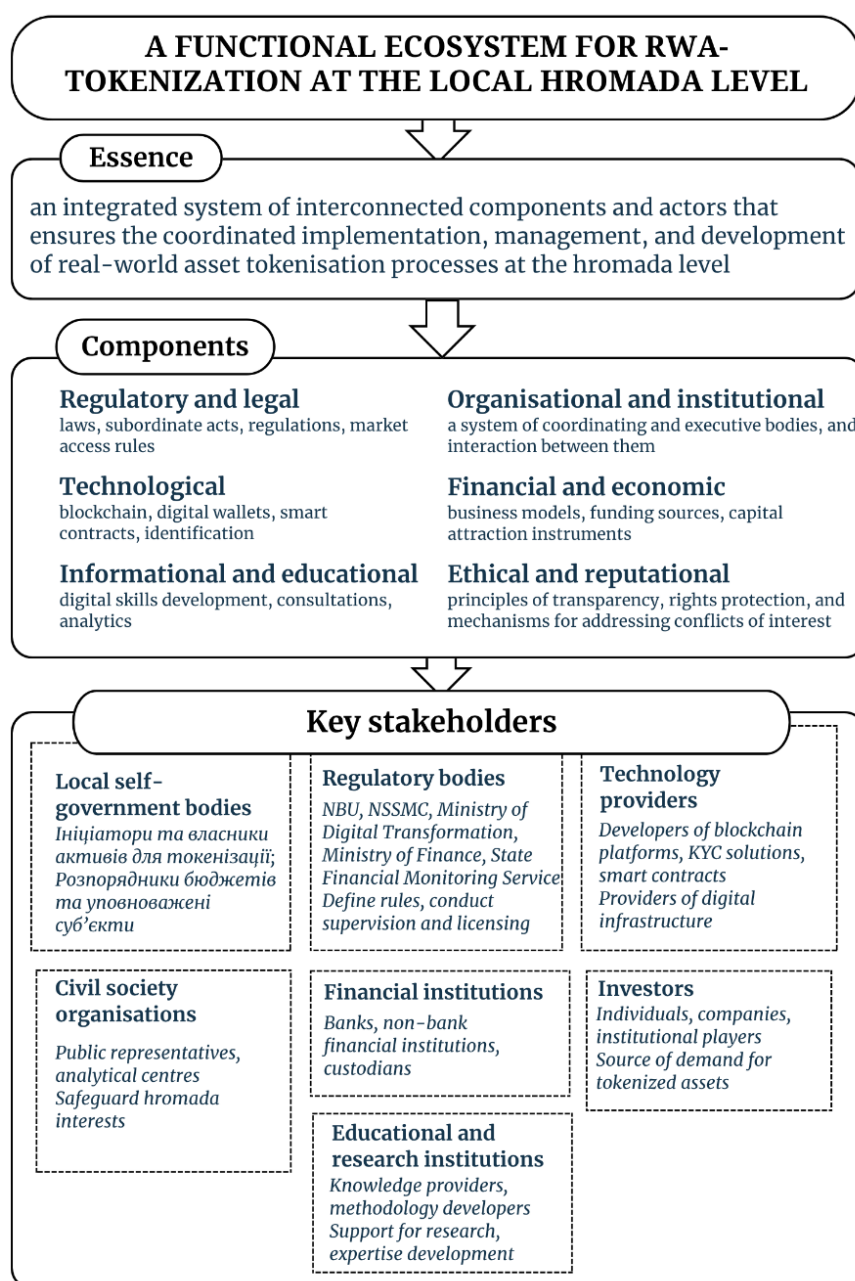 A FUNCTIONAL ECOSYSTEM FOR RWA-
TOKENIZATION AT THE LOCAL HROMADA LEVEL
Essence
an integrated system of interconnected components and actors that
ensures the coordinated implementation, management, and development
of real-world asset tokenisation processes at the hromada level
Components
Regulatory and legal
laws, subordinate acts, regulations, market
access rules
Organisational and institutional
a system of coordinating and executive bodies, and
interaction between them
Technological
blockchain, digital wallets, smart
contracts, identification
Financial and economic
business models, funding sources, capital
attraction instruments
Informational and educational
digital skills development, consultations,
analytics
Ethical and reputational
principles of transparency, rights protection, and
mechanisms for addressing conflicts of interest
Key stakeholders
Local self-
government bodies
Ініціатори та власники
активів для токенізації;
Розпорядники бюджетів
та уповноважені
суб’єкти
Regulatory bodies
NBU, NSSMC, Ministry of
Digital Transformation,
Ministry of Finance, State
Financial Monitoring Service
Define rules, conduct
supervision and licensing
Technology
providers
Developers of blockchain
platforms, KYC solutions,
smart contracts
Providers of digital
infrastructure
Civil society
organisations
Public representatives,
analytical centres
Safeguard hromada
interests
Financial institutions
Banks, non-bank
financial institutions,
custodians
Investors
Individuals, companies,
institutional players
Source of demand for
tokenized assets
Educational and
research institutions
Knowledge providers,
methodology developers
Support for research,
expertise development